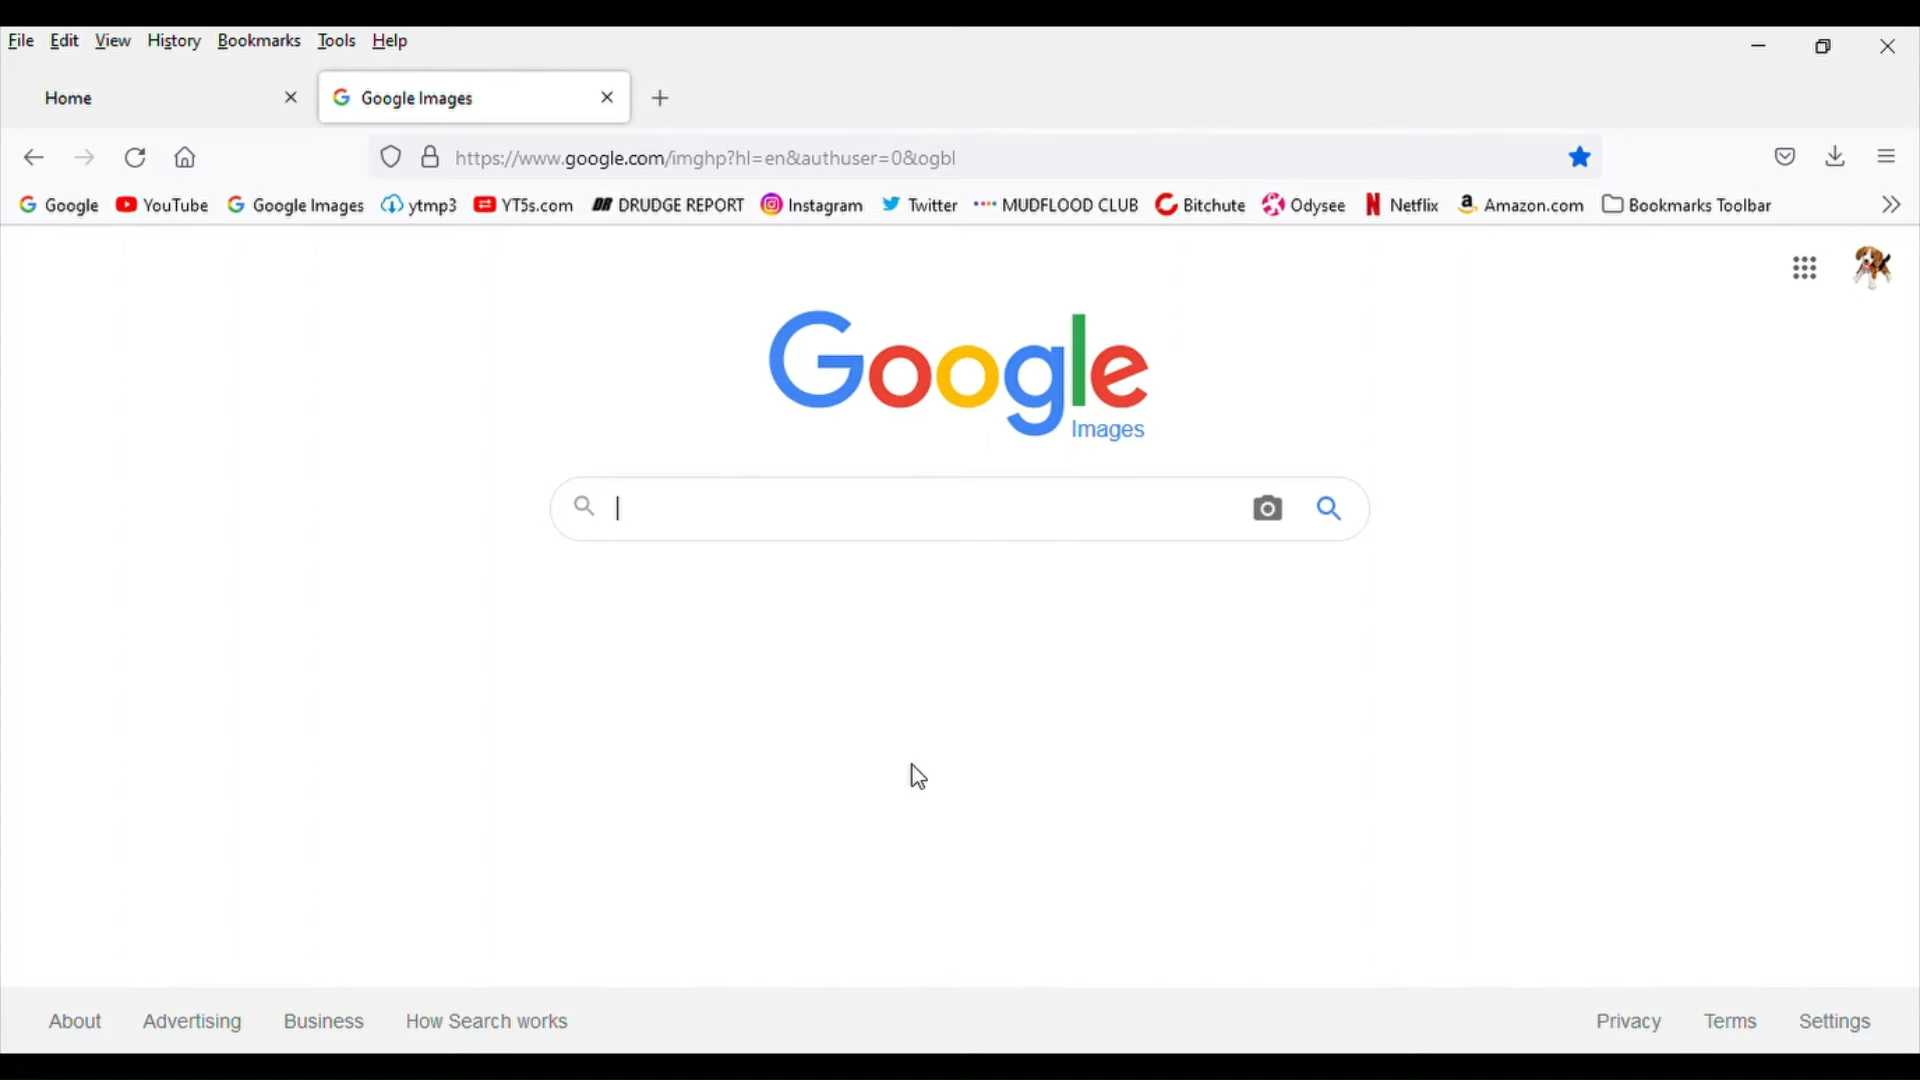 File Edit View History Bookmarks Tools Help
Home Google Images
https://www.google.com/imghp?hl=en&authuser=0&ogbl
Google YouTube Google Images ytmp3 YT5s.com DRUDGE REPORT Instagram Twitter MUDFLOOD CLUB Bitchute Odysee Netflix Amazon.com Bookmarks Toolbar
Google
Images
About Advertising Business How Search works Privacy Terms Settings